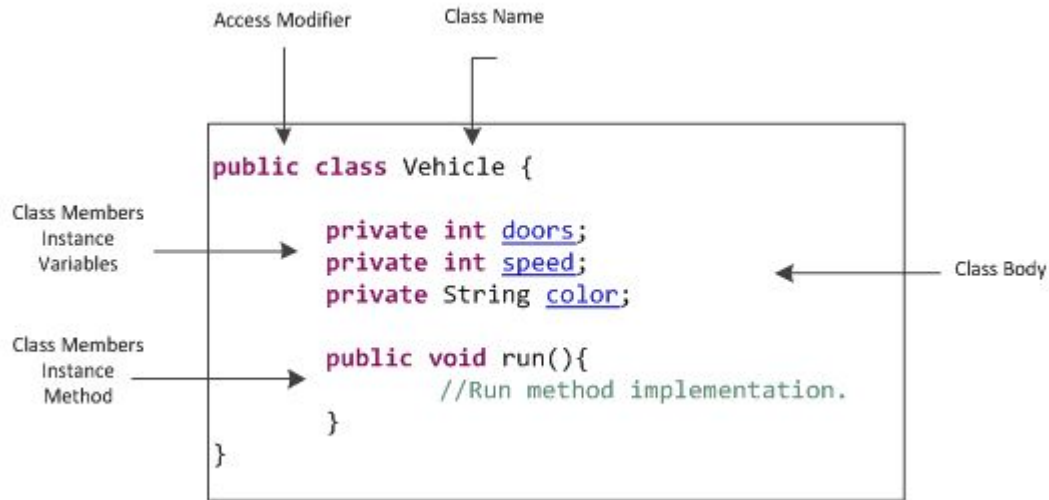 Access Modifier
Class Name
public class Vehicle {
Class Members
Instance
Variables
private int doors;
private int speed;
private String color;
Class Body
Class Members
Instance
Method
public void run(){
//Run method implementation.
}
}